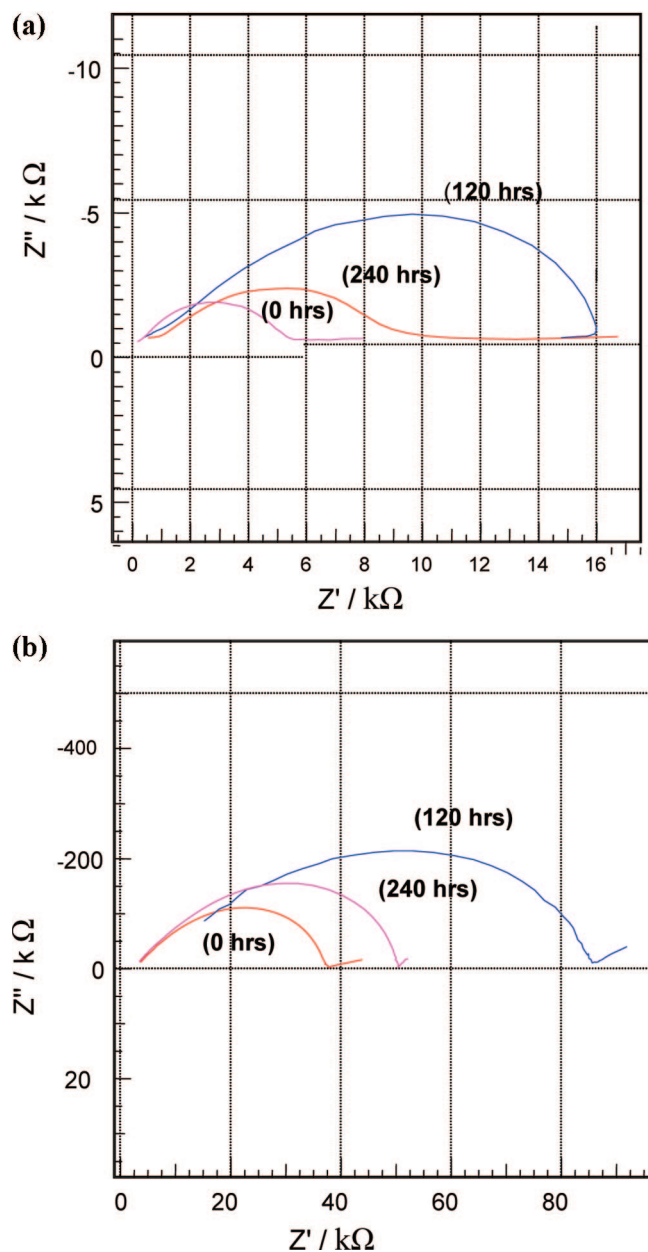 (a)
-10
-5
0
5
Z" / k Ω
(120 hrs)
(240 hrs)
(0 hrs)
0 2 4 6 8 10 12 14 16
Z' / kΩ
(b)
-400
-200
0
20
Z" / k Ω
(120 hrs)
(240 hrs)
(0 hrs)
0 20 40 60 80
Z' / kΩ